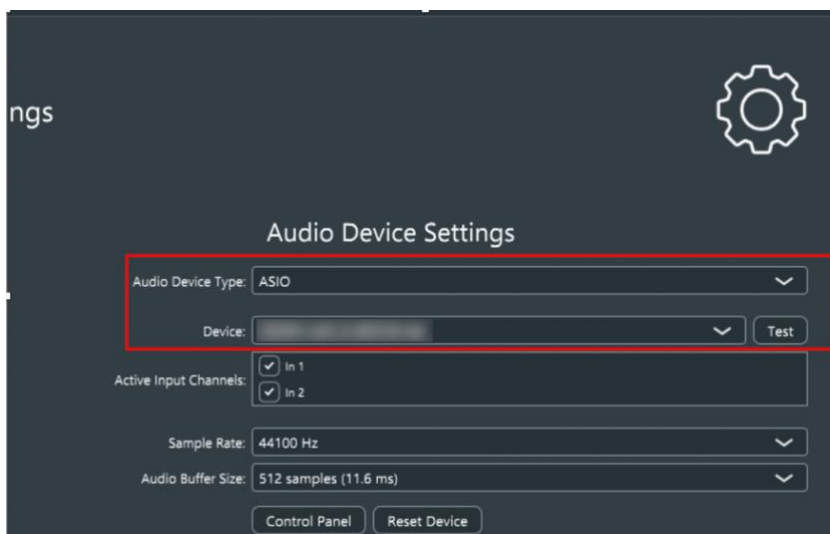 ngs
Audio Device Settings
Audio Device Type: ASIO
Device: Test
Active Input Channels: In 1
In 2
Sample Rate: 44100 Hz
Audio Buffer Size: 512 samples (11.6 ms)
Control Panel Reset Device